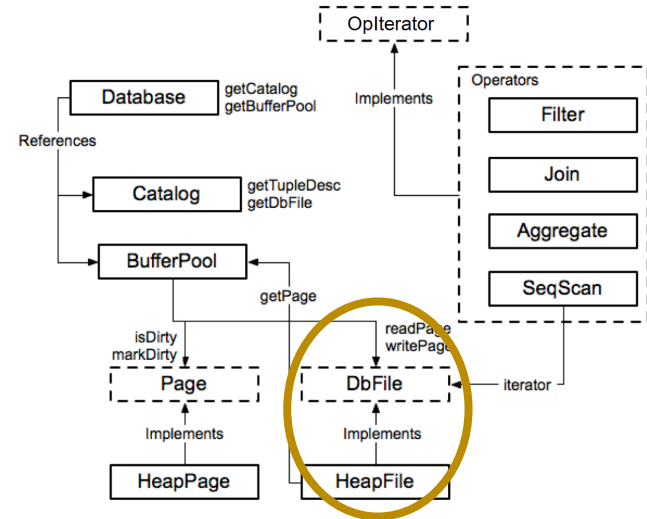 OpIterator
Operators
Database
getCatalog
getBufferPool
Implements
Filter
References
Join
Catalog
getTupleDesc
getDbFile
Aggregate
BufferPool
getPage
SeqScan
isDirty
markDirty
readPage
writePage
Page
DbFile
iterator
Implements
Implements
HeapPage
HeapFile